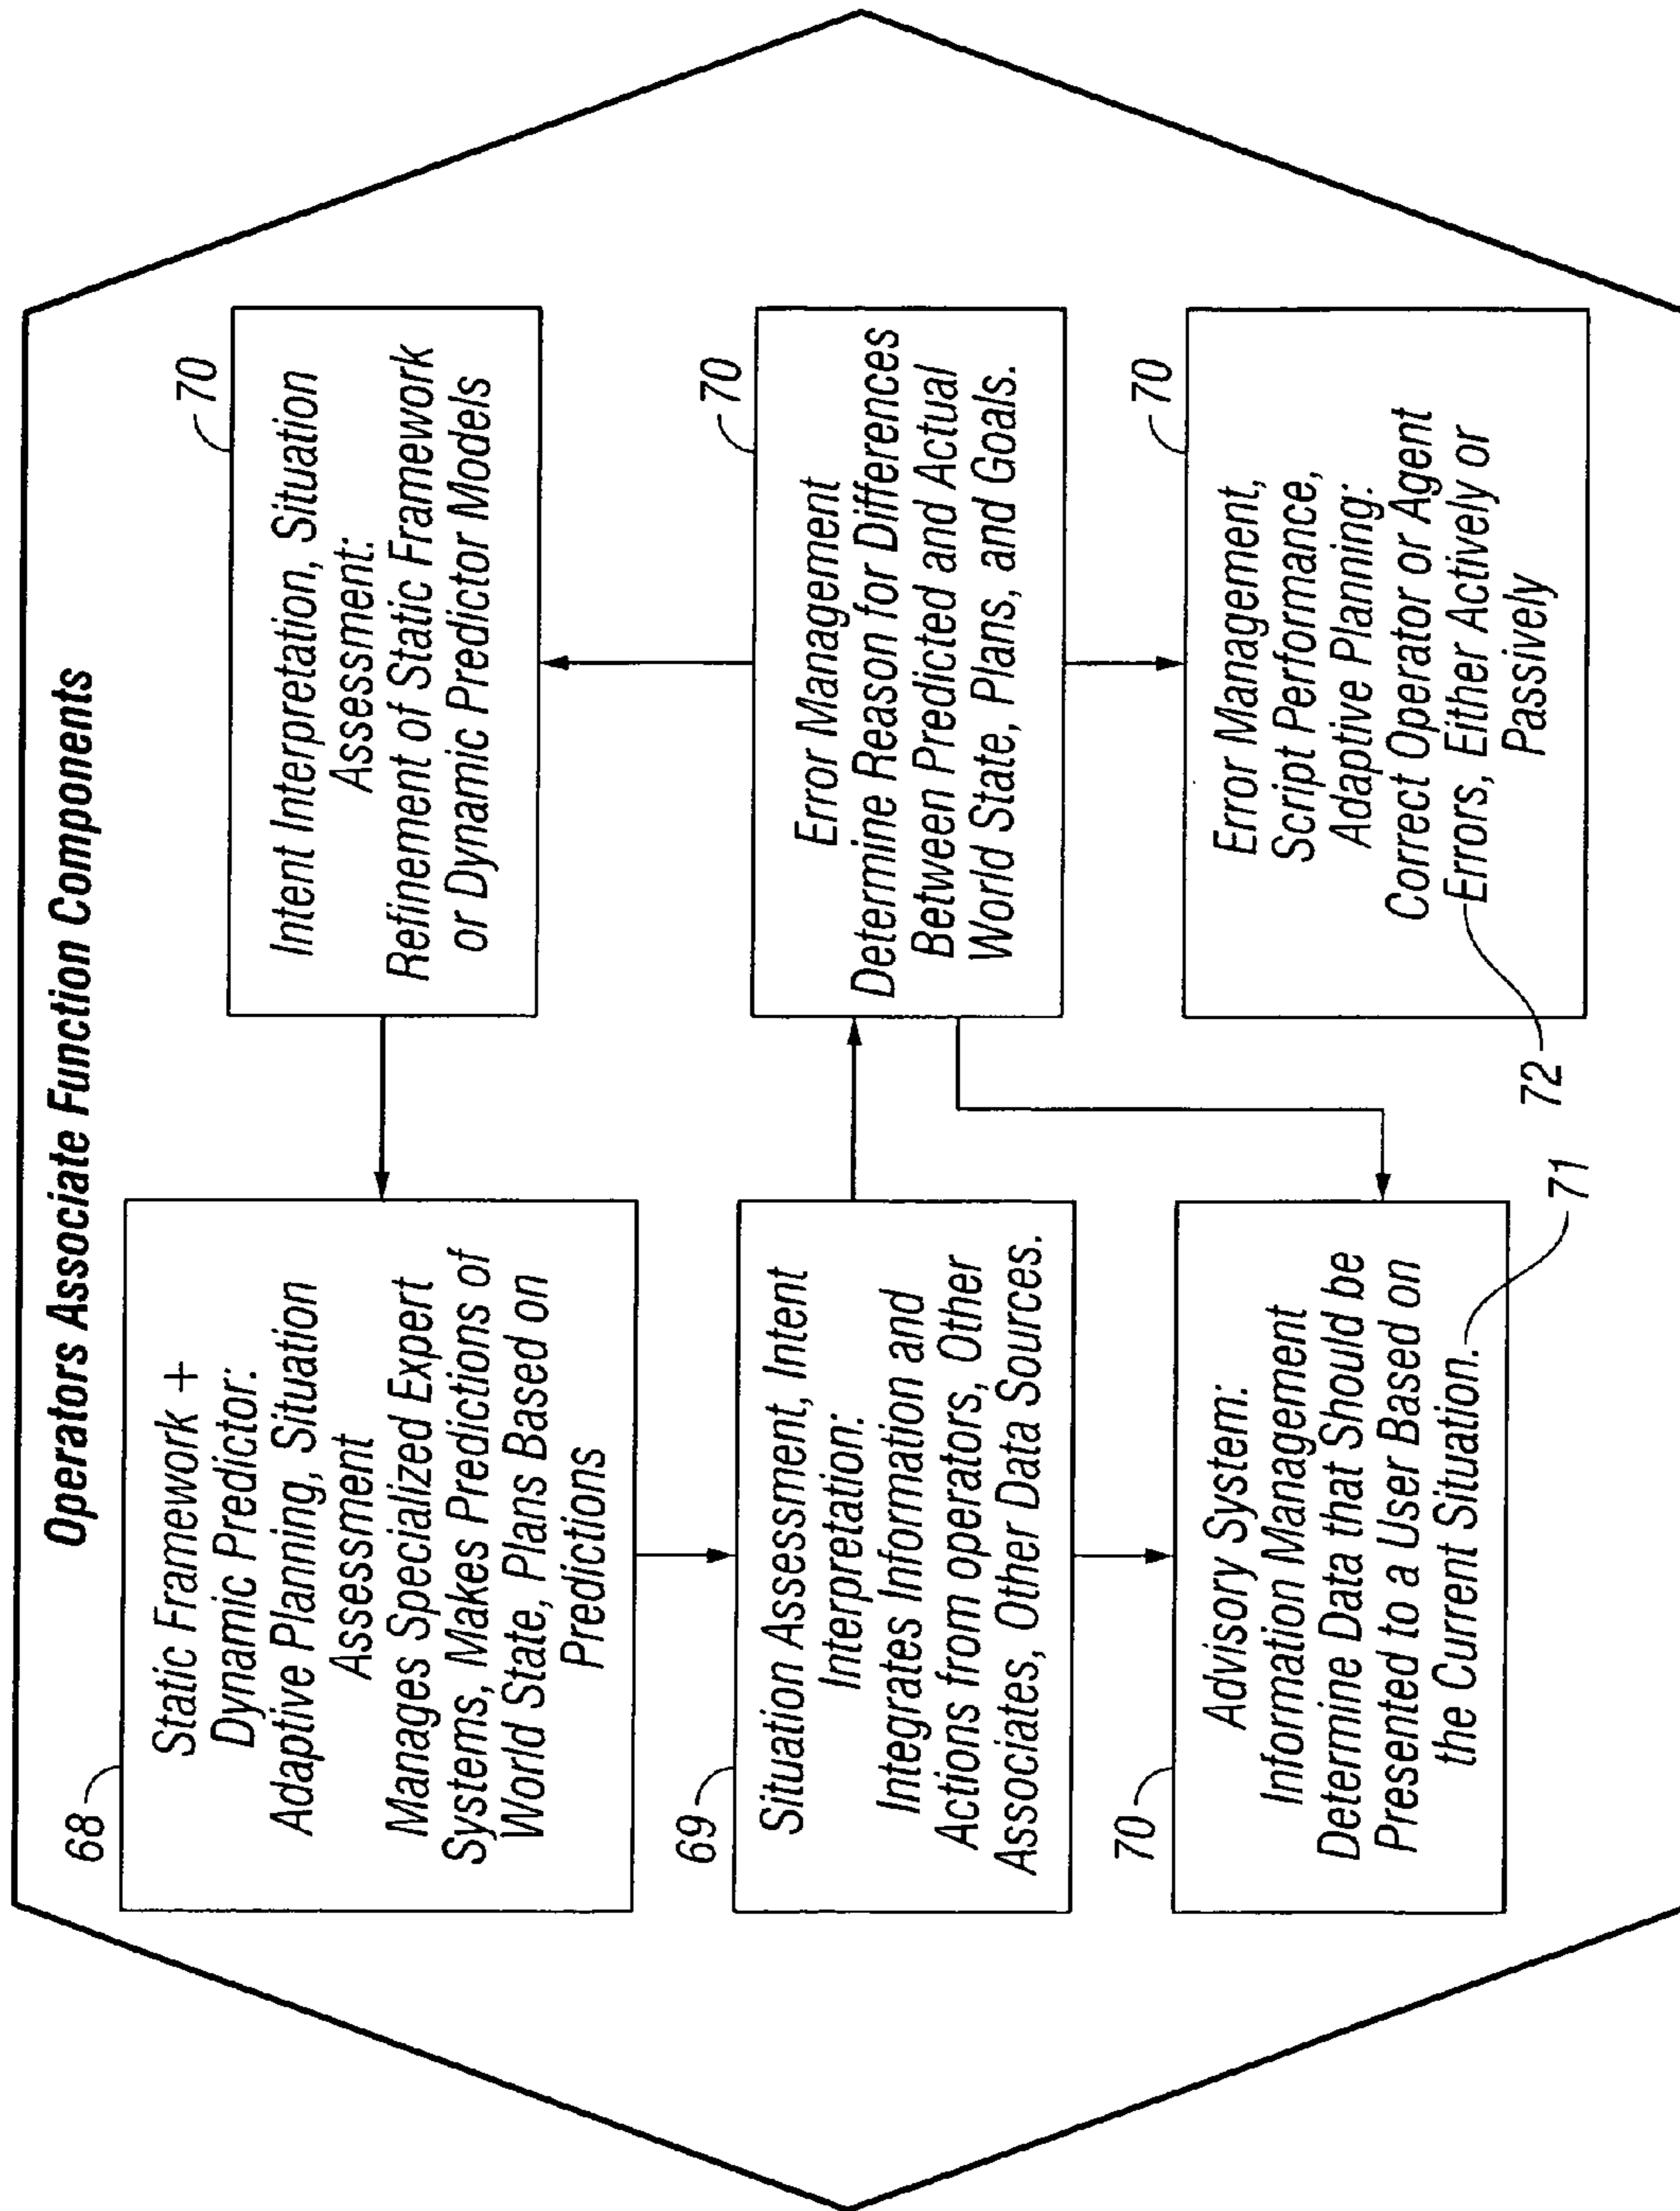 Operators Associate Function Components
68
Static Framework +
Dynamic Predictor:
Adaptive Planning, Situation
Assessment
Manages Specialized Expert
Systems, Makes Predictions of
World State, Plans Based on
Predictions
70
Intent Interpretation, Situation
Assessment:
Refinement of Static Framework
or Dynamic Predictor Models
69
Situation Assessment, Intent
Interpretation:
Integrates Information and
Actions from operators, Other
Associates, Other Data Sources.
70
Error Management
Determine Reason for Differences
Between Predicted and Actual
World State, Plans, and Goals.
70
Advisory System:
Information Management
Determine Data that Should be
Presented to a User Based on
the Current Situation.
71
70
Error Management,
Script Performance,
Adaptive Planning:
Correct Operator or Agent
Errors, Either Actively or
Passively
72